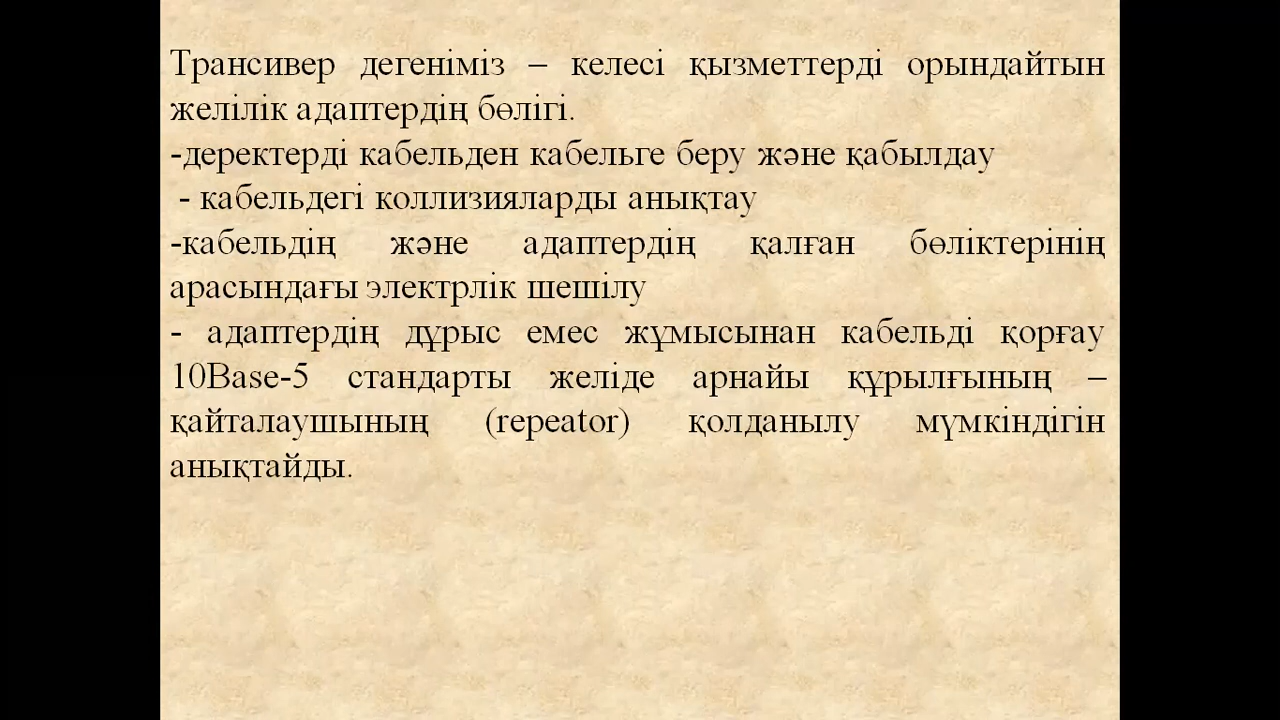 Трансивер дегеніміз – келесі қызметтерді орындайтын
желілік адаптердің бөлігі.
-деректерді кабельден кабельге беру және қабылдау
- кабельдегі коллизияларды анықтау
-кабельдің және адаптердің қалған бөліктерінің
арасындағы электрлік шешілу
- адаптердің дұрыс емес жұмысынан кабельді қорғау
10Base-5 стандарты желіде арнайы құрылғының –
қайталаушының (repeator) қолданылу мүмкіндігін
анықтайды.